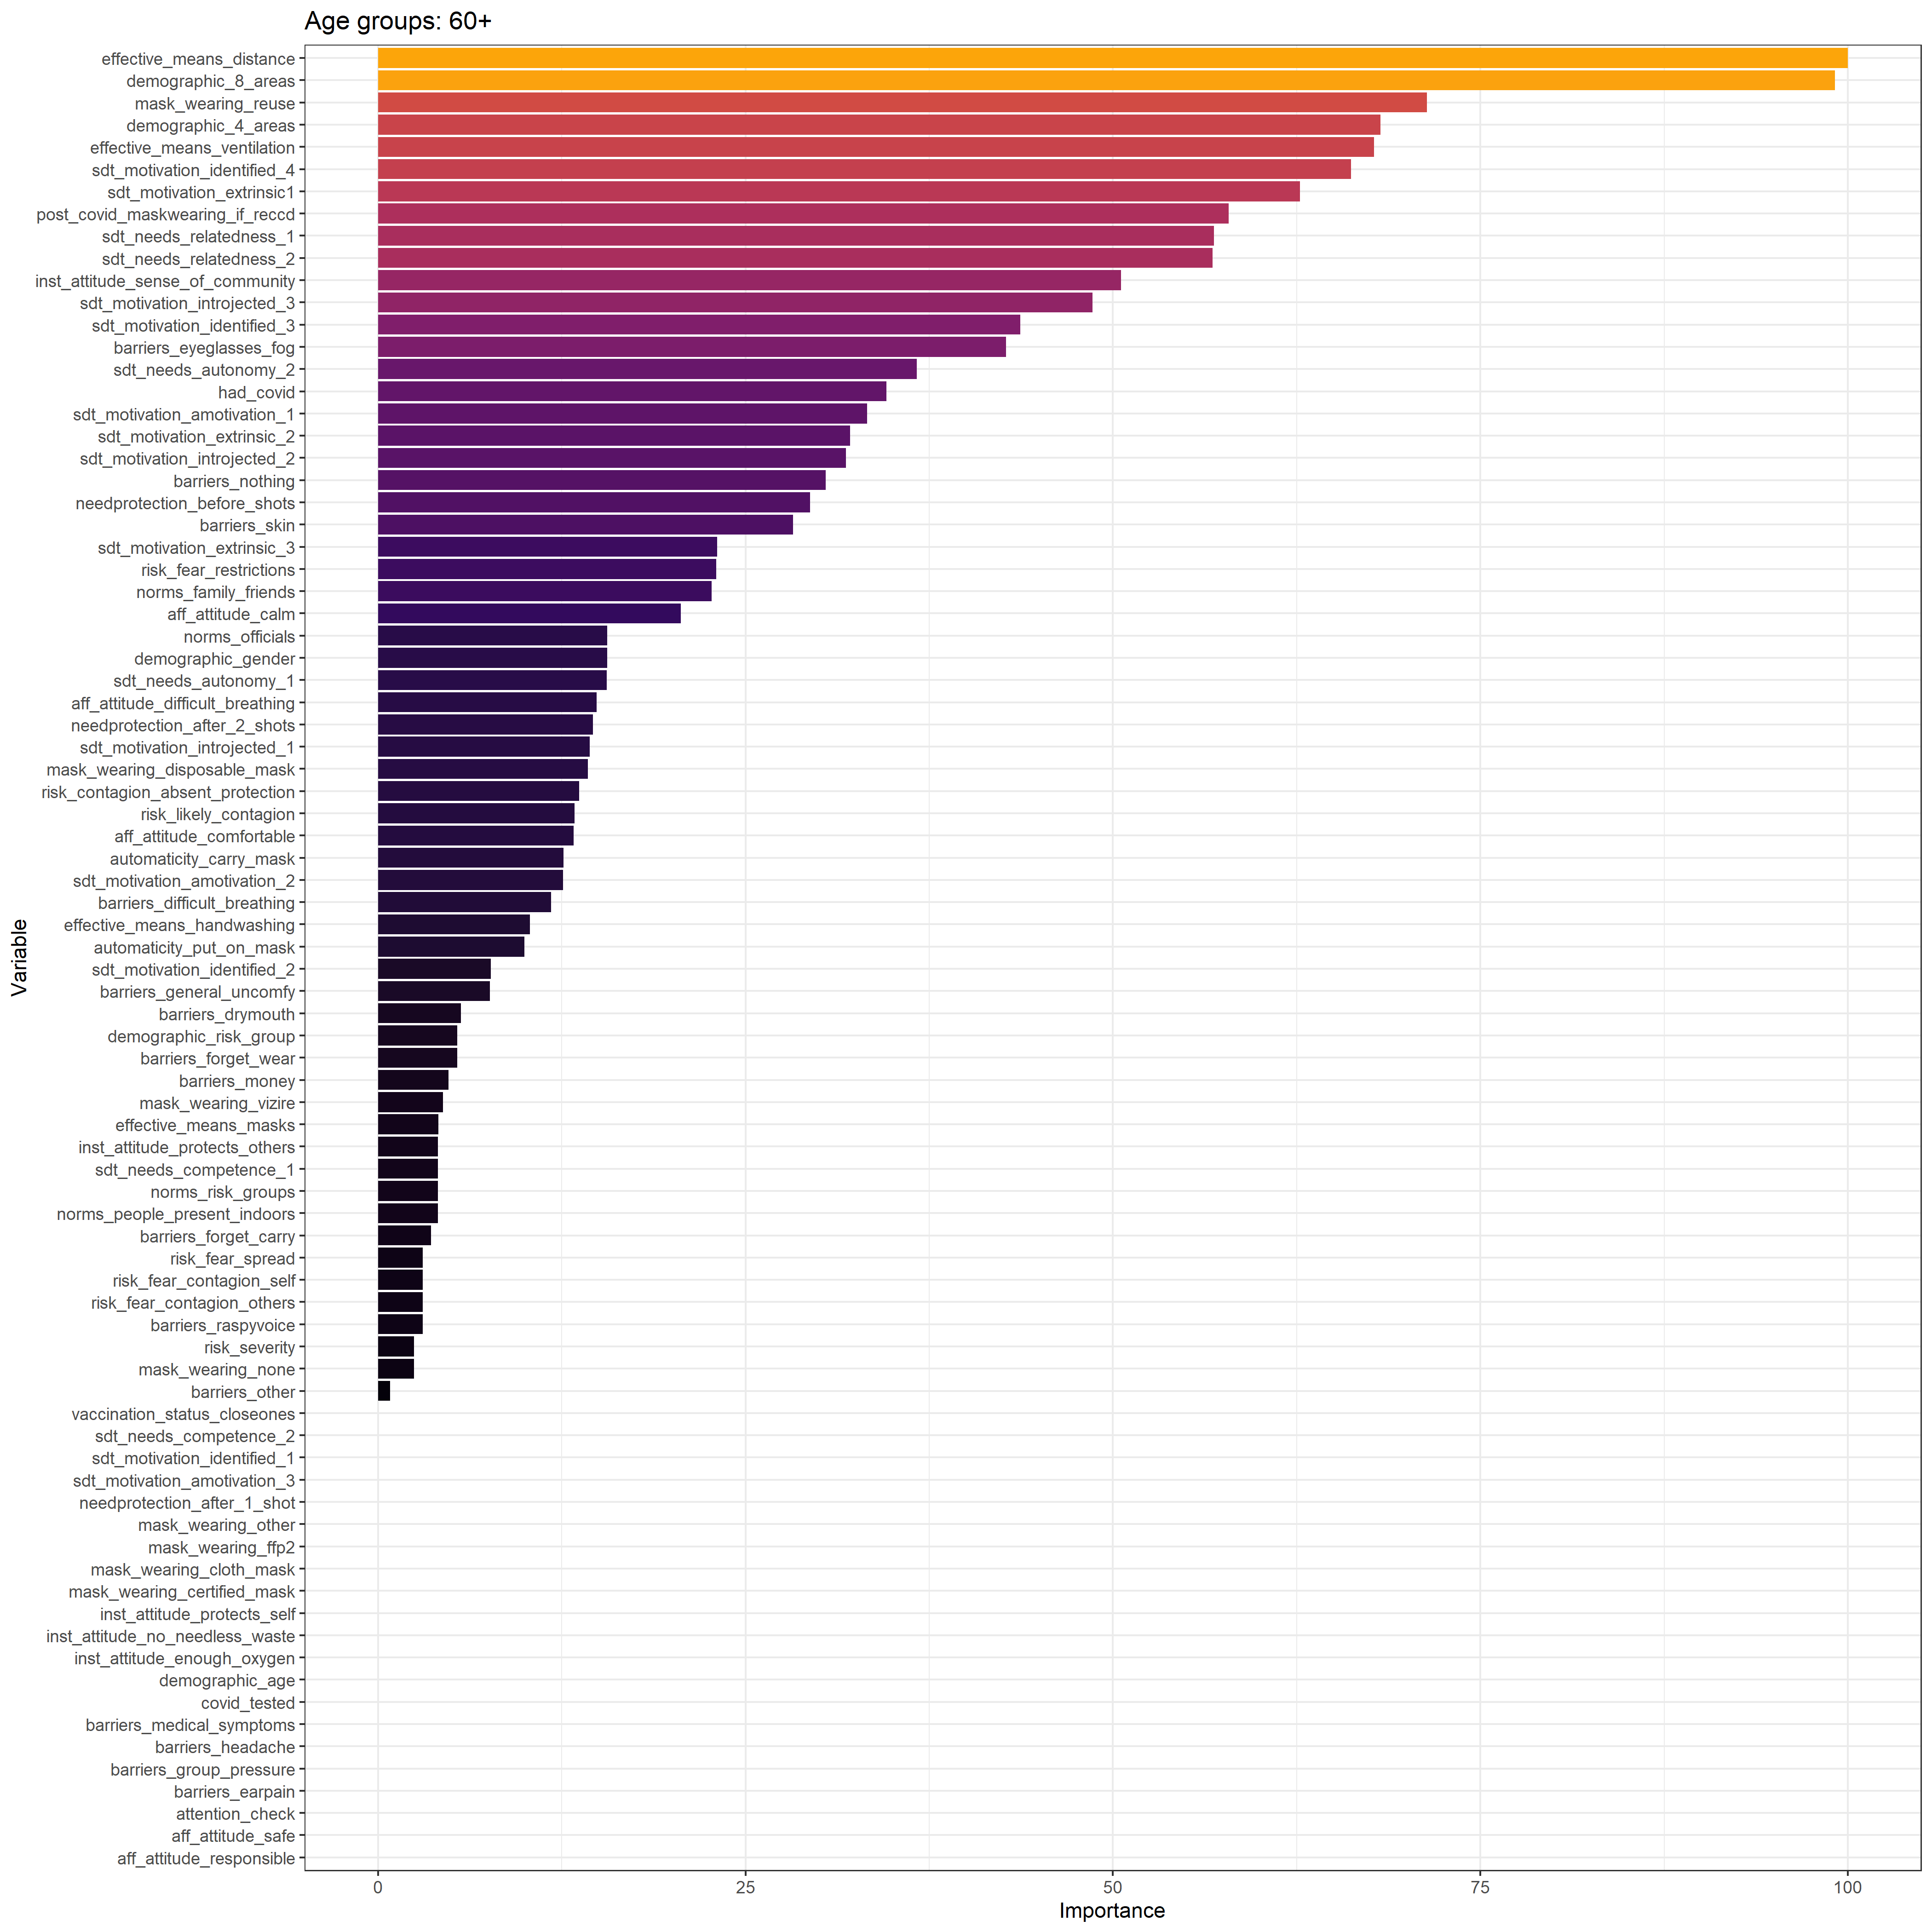 Age groups: 60+
effective_means_distance
demographic_8_areas
mask_wearing_reuse
demographic_4_areas
effective_means_ventilation
sdt_motivation_identified_4
sdt_motivation_extrinsic1
post_covid_maskwearing_if_reccd
sdt_needs_relatedness_1
sdt_needs_relatedness_2
inst_attitude_sense_of_community
sdt_motivation_introjected_3
sdt_motivation_identified_3
barriers_eyeglasses_fog
sdt_needs_autonomy_2
had_covid
sdt_motivation_amotivation_1
sdt_motivation_extrinsic_2
sdt_motivation_introjected_2
barriers_nothing
needprotection_before_shots
barriers_skin
sdt_motivation_extrinsic_3
risk_fear_restrictions
norms_family_friends
aff_attitude_calm
norms_officials
demographic_gender
sdt_needs_autonomy_1
aff_attitude_difficult_breathing
needprotection_after_2_shots
sdt_motivation_introjected_1
mask_wearing_disposable_mask
risk_contagion_absent_protection
risk_likely_contagion
aff_attitude_comfortable
automaticity_carry_mask
sdt_motivation_amotivation_2
barriers_difficult_breathing
effective_means_handwashing
automaticity_put_on_mask
sdt_motivation_identified_2
barriers_general_uncomfy
barriers_drymouth
demographic_risk_group
barriers_forget_wear
barriers_money
mask_wearing_vizire
effective_means_masks
inst_attitude_protects_others
sdt_needs_competence_1
norms_risk_groups
norms_people_present_indoors
barriers_forget_carry
risk_fear_spread
risk_fear_contagion_self
risk_fear_contagion_others
barriers_raspyvoice
risk_severity
mask_wearing_none
barriers_other
vaccination_status_closeones
sdt_needs_competence_2
sdt_motivation_identified_1
sdt_motivation_amotivation_3
needprotection_after_1_shot
mask_wearing_other
mask_wearing_ffp2
mask_wearing_cloth_mask
mask_wearing_certified_mask
inst_attitude_protects_self
inst_attitude_no_needless_waste
inst_attitude_enough_oxygen
demographic_age
covid_tested
barriers_medical_symptoms
barriers_headache
barriers_group_pressure
barriers_earpain
attention_check
aff_attitude_safe
aff_attitude_responsible
Variable
0 25 50 75 100
Importance